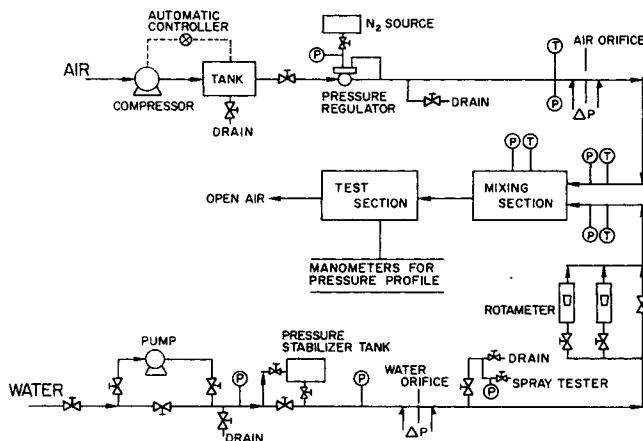 AUTOMATIC
CONTROLLER
N₂ SOURCE
P
T
AIR ORIFICE
AIR
TANK
COMPRESSOR
PRESSURE
REGULATOR
DRAIN
DRAIN
P
ΔP
P T
P T
OPEN AIR
TEST
SECTION
MIXING
SECTION
P T
MANOMETERS FOR
PRESSURE PROFILE
ROTAMETER
PUMP
PRESSURE
STABILIZER TANK
WATER
ORIFICE
DRAIN
SPRAY TESTER
P
P
P
WATER
DRAIN
ΔP